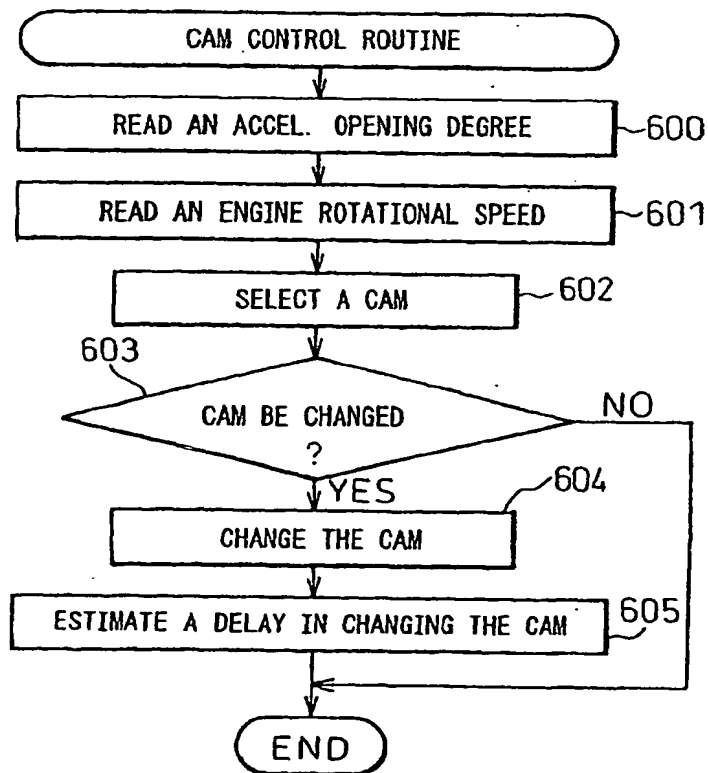 CAM CONTROL ROUTINE
READ AN ACCEL. OPENING DEGREE
600
READ AN ENGINE ROTATIONAL SPEED
601
SELECT A CAM
602
603
CAM BE CHANGED
?
NO
YES
604
CHANGE THE CAM
ESTIMATE A DELAY IN CHANGING THE CAM
605
END